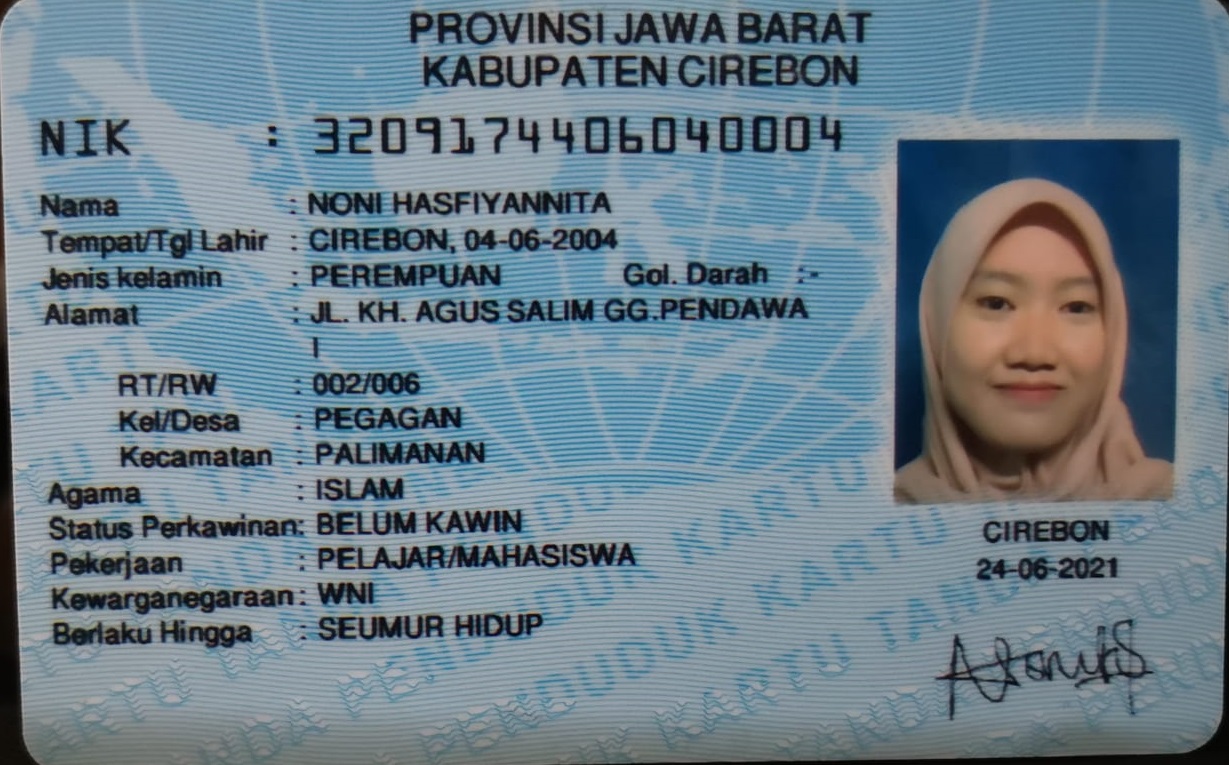 PROVINSI JAWA BARAT
KABUPATEN CIREBON
NIK : 3209174406040004
Nama : NONI HASFIYANNITA
Tempat/Tgl Lahir : CIREBON, 04-06-2004
Jenis kelamin : PEREMPUAN Gol. Darah :-
Alamat : JL. KH. AGUS SALIM GG.PENDAWA
I
RT/RW : 002/006
Kel/Desa : PEGAGAN
Kecamatan : PALIMANAN
Agama : ISLAM
Status Perkawinan: BELUM KAWIN
Pekerjaan : PELAJAR/MAHASISWA
Kewarganegaraan: WNI
Berlaku Hingga : SEUMUR HIDUP
CIREBON
24-06-2021